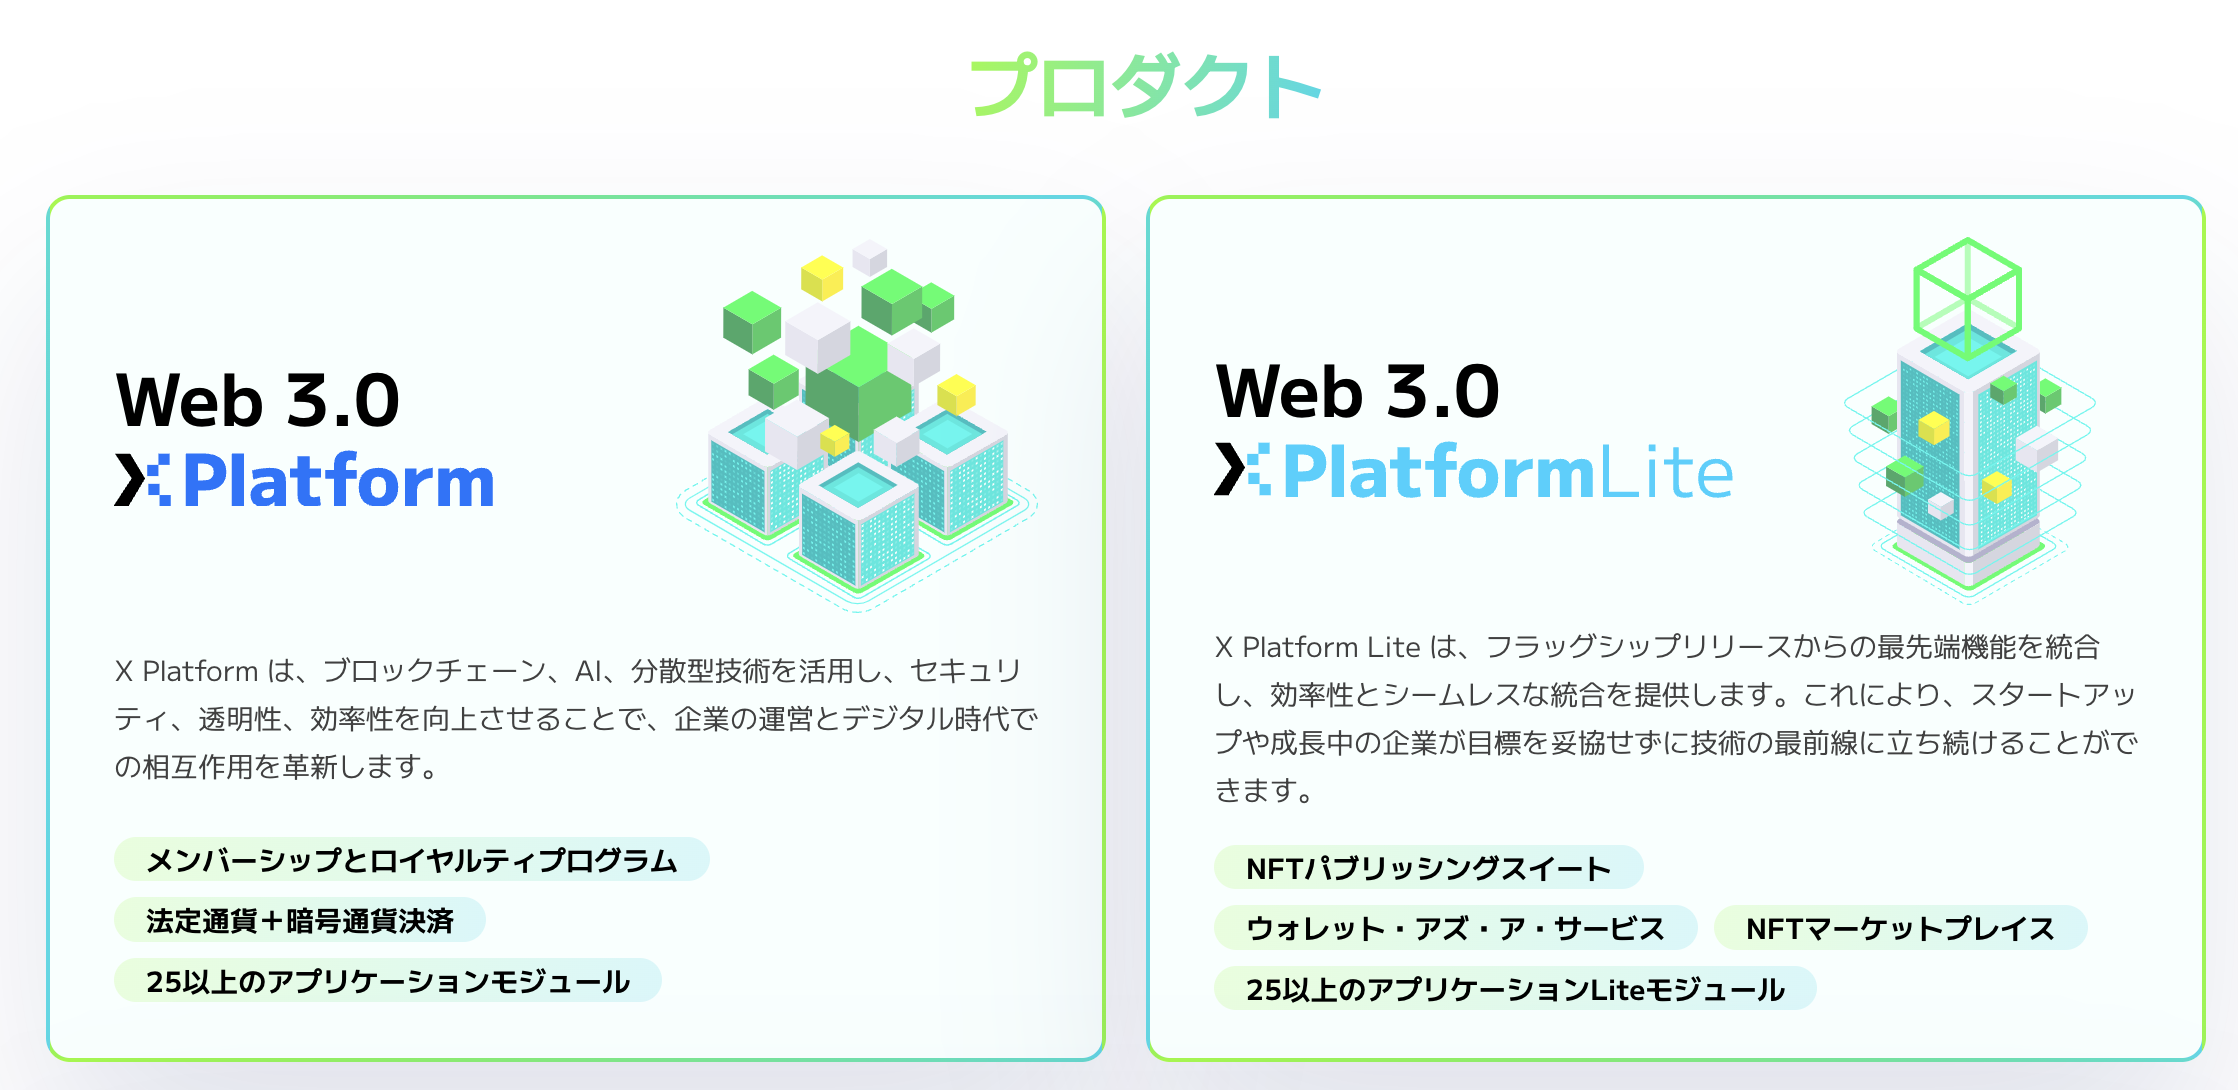 プロダクト
Web 3.0
X Platform
X Platform は、ブロックチェーン、AI、分散型技術を活用し、セキュリ
ティ、透明性、効率性を向上させることで、企業の運営とデジタル時代で
の相互作用を革新します。
メンバーシップとロイヤルティプログラム
法定通貨＋暗号通貨決済
25以上のアプリケーションモジュール
Web 3.0
X PlatformLite
X Platform Lite は、フラッグシップリリースからの最先端機能を統合
し、効率性とシームレスな統合を提供します。これにより、スタートアッ
プや成長中の企業が目標を妥協せずに技術の最前線に立ち続けることがで
きます。
NFTパブリッシングスイート
ウォレット・アズ・ア・サービス
NFTマーケットプレイス
25以上のアプリケーションLiteモジュール